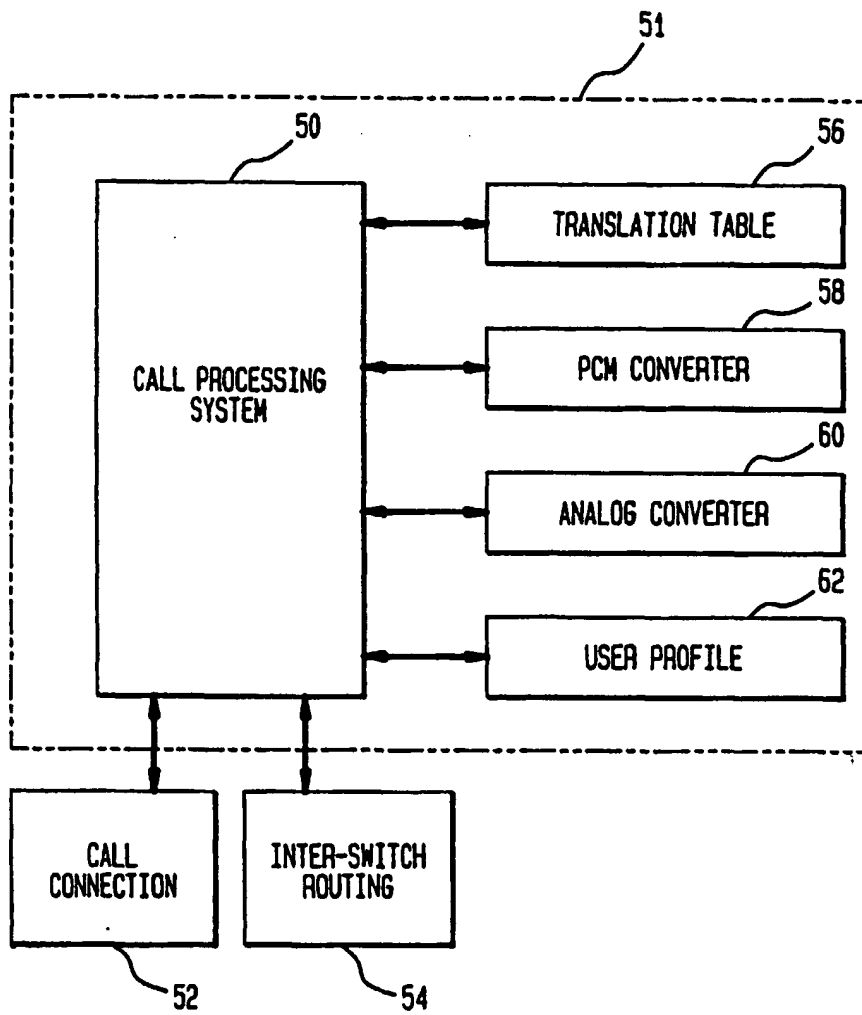 51
50
56
TRANSLATION TABLE
58
PCM CONVERTER
CALL PROCESSING
SYSTEM
60
ANALOG CONVERTER
62
USER PROFILE
CALL
CONNECTION
INTER-SWITCH
ROUTING
52
54